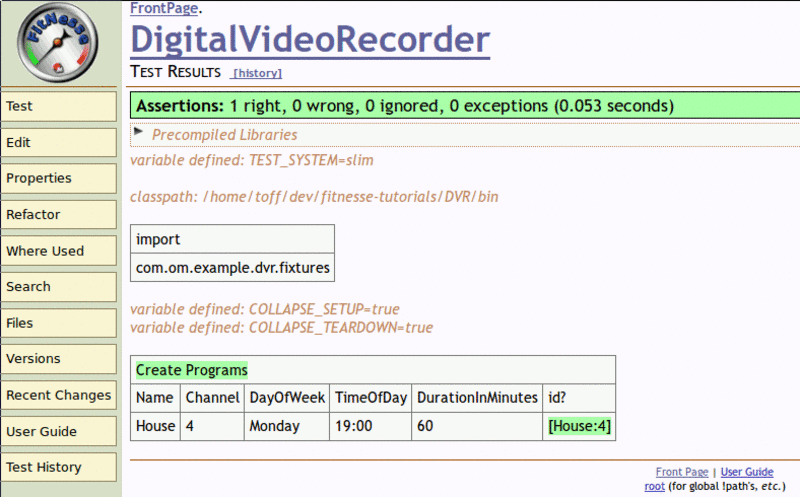 FitNesse
FrontPage.
DigitalVideoRecorder
TEST RESULTS [history]
Assertions: 1 right, 0 wrong, 0 ignored, 0 exceptions (0.053 seconds)
Precompiled Libraries
variable defined: TEST_SYSTEM=slim
classpath: /home/toff/dev/fitnesse-tutorials/DVR/bin
import
com.om.example.dvr.fixtures
variable defined: COLLAPSE_SETUP=true
variable defined: COLLAPSE_TEARDOWN=true
Create Programs
Name Channel DayOfWeek TimeOfDay DurationInMinutes id?
House 4 Monday 19:00 60 [House:4]
Test
Edit
Properties
Refactor
Where Used
Search
Files
Versions
Recent Changes
User Guide
Test History
Front Page | User Guide
root (for global !path's, etc.)